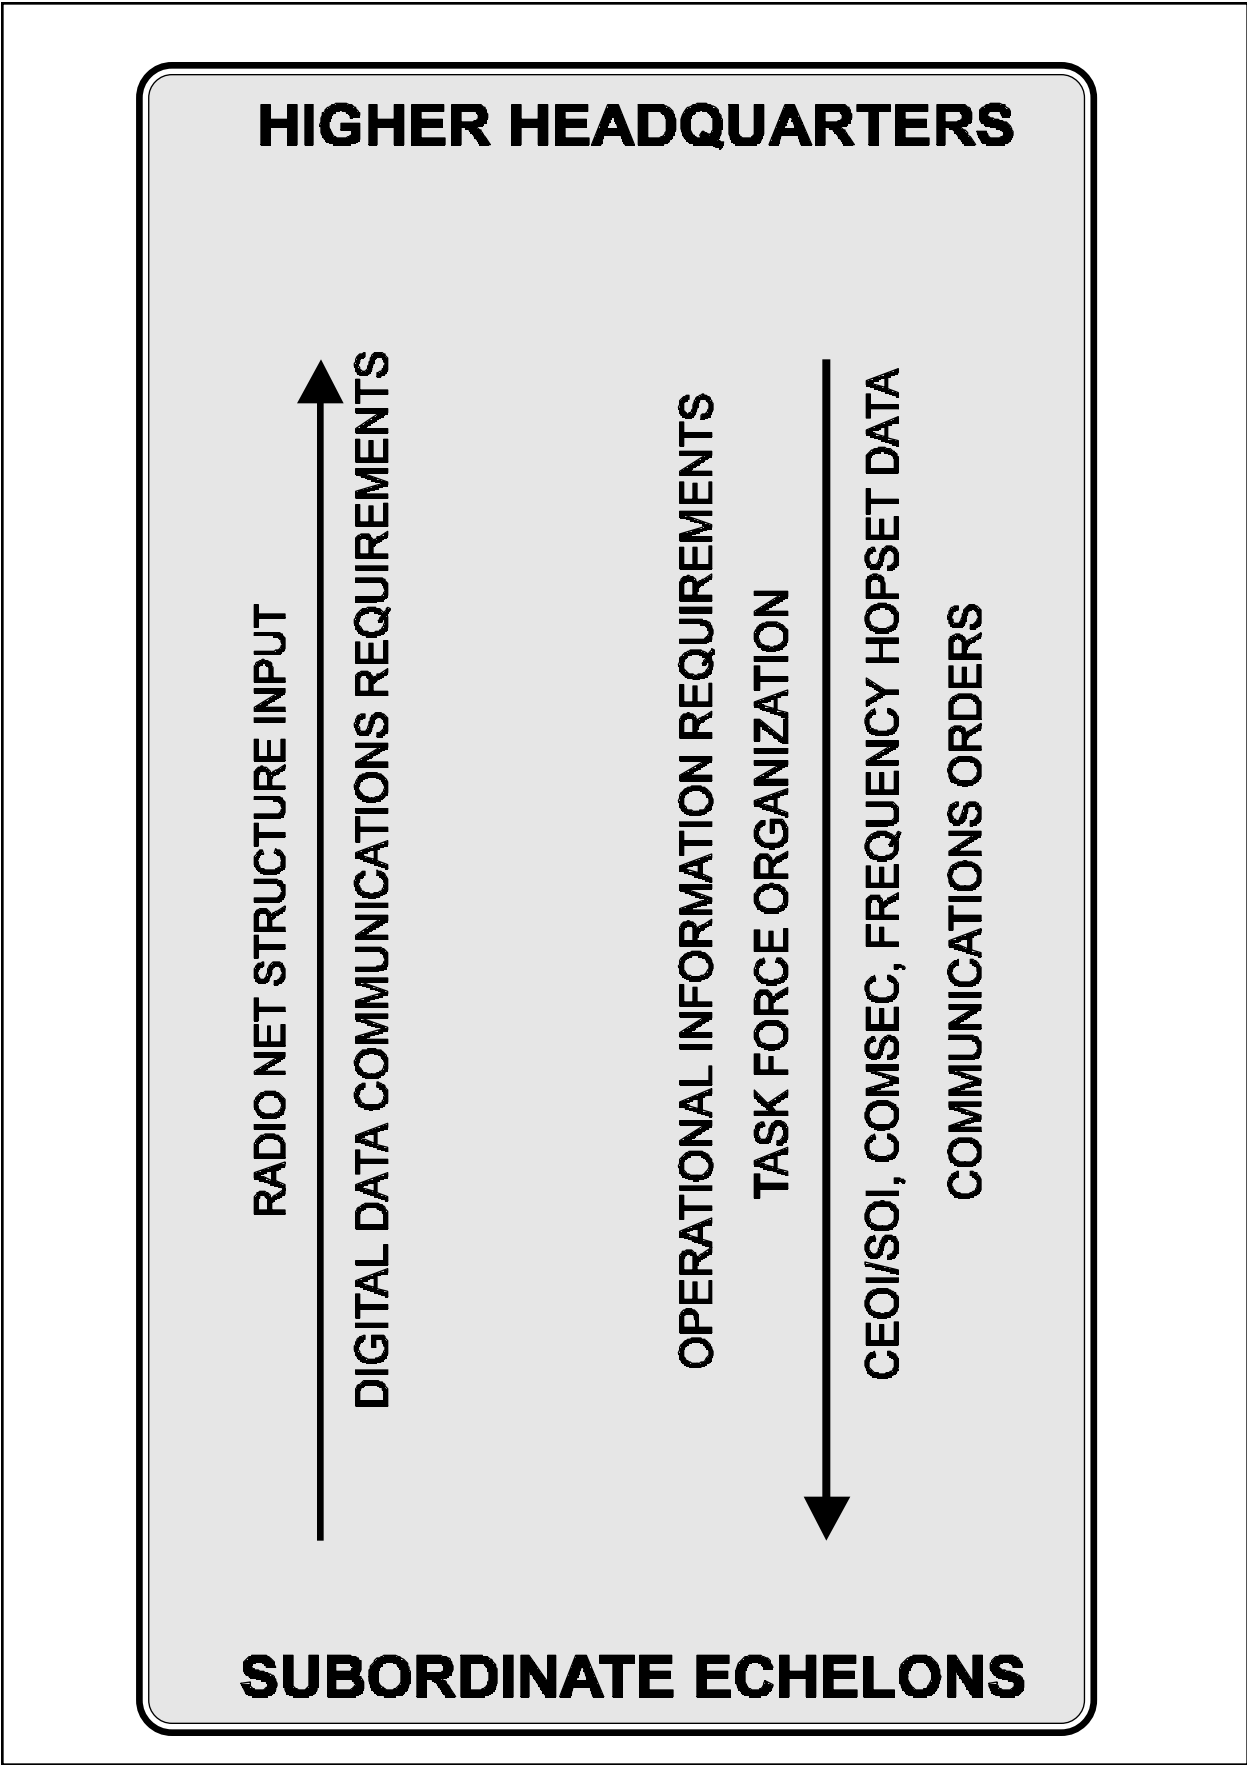 HIGHER HEADQUARTERS
RADIO NET STRUCTURE INPUT
DIGITAL DATA COMMUNICATIONS REQUIREMENTS
OPERATIONAL INFORMATION REQUIREMENTS
TASK FORCE ORGANIZATION
CEOI/SOI, COMSEC, FREQUENCY HOPSET DATA
COMMUNICATIONS ORDERS
SUBORDINATE ECHELONS